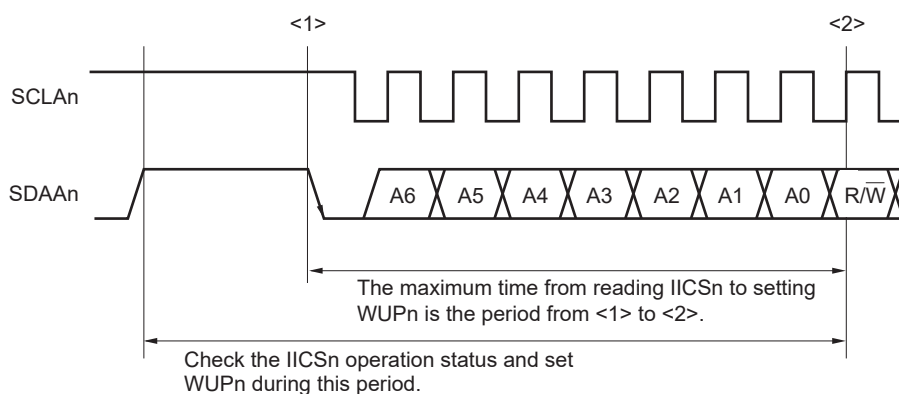 <1> <2>
SCLAn
SDAAn A6 A5 A4 A3 A2 A1 A0 R/W̅
The maximum time from reading IICSn to setting
WUPn is the period from <1> to <2>.
Check the IICSn operation status and set
WUPn during this period.